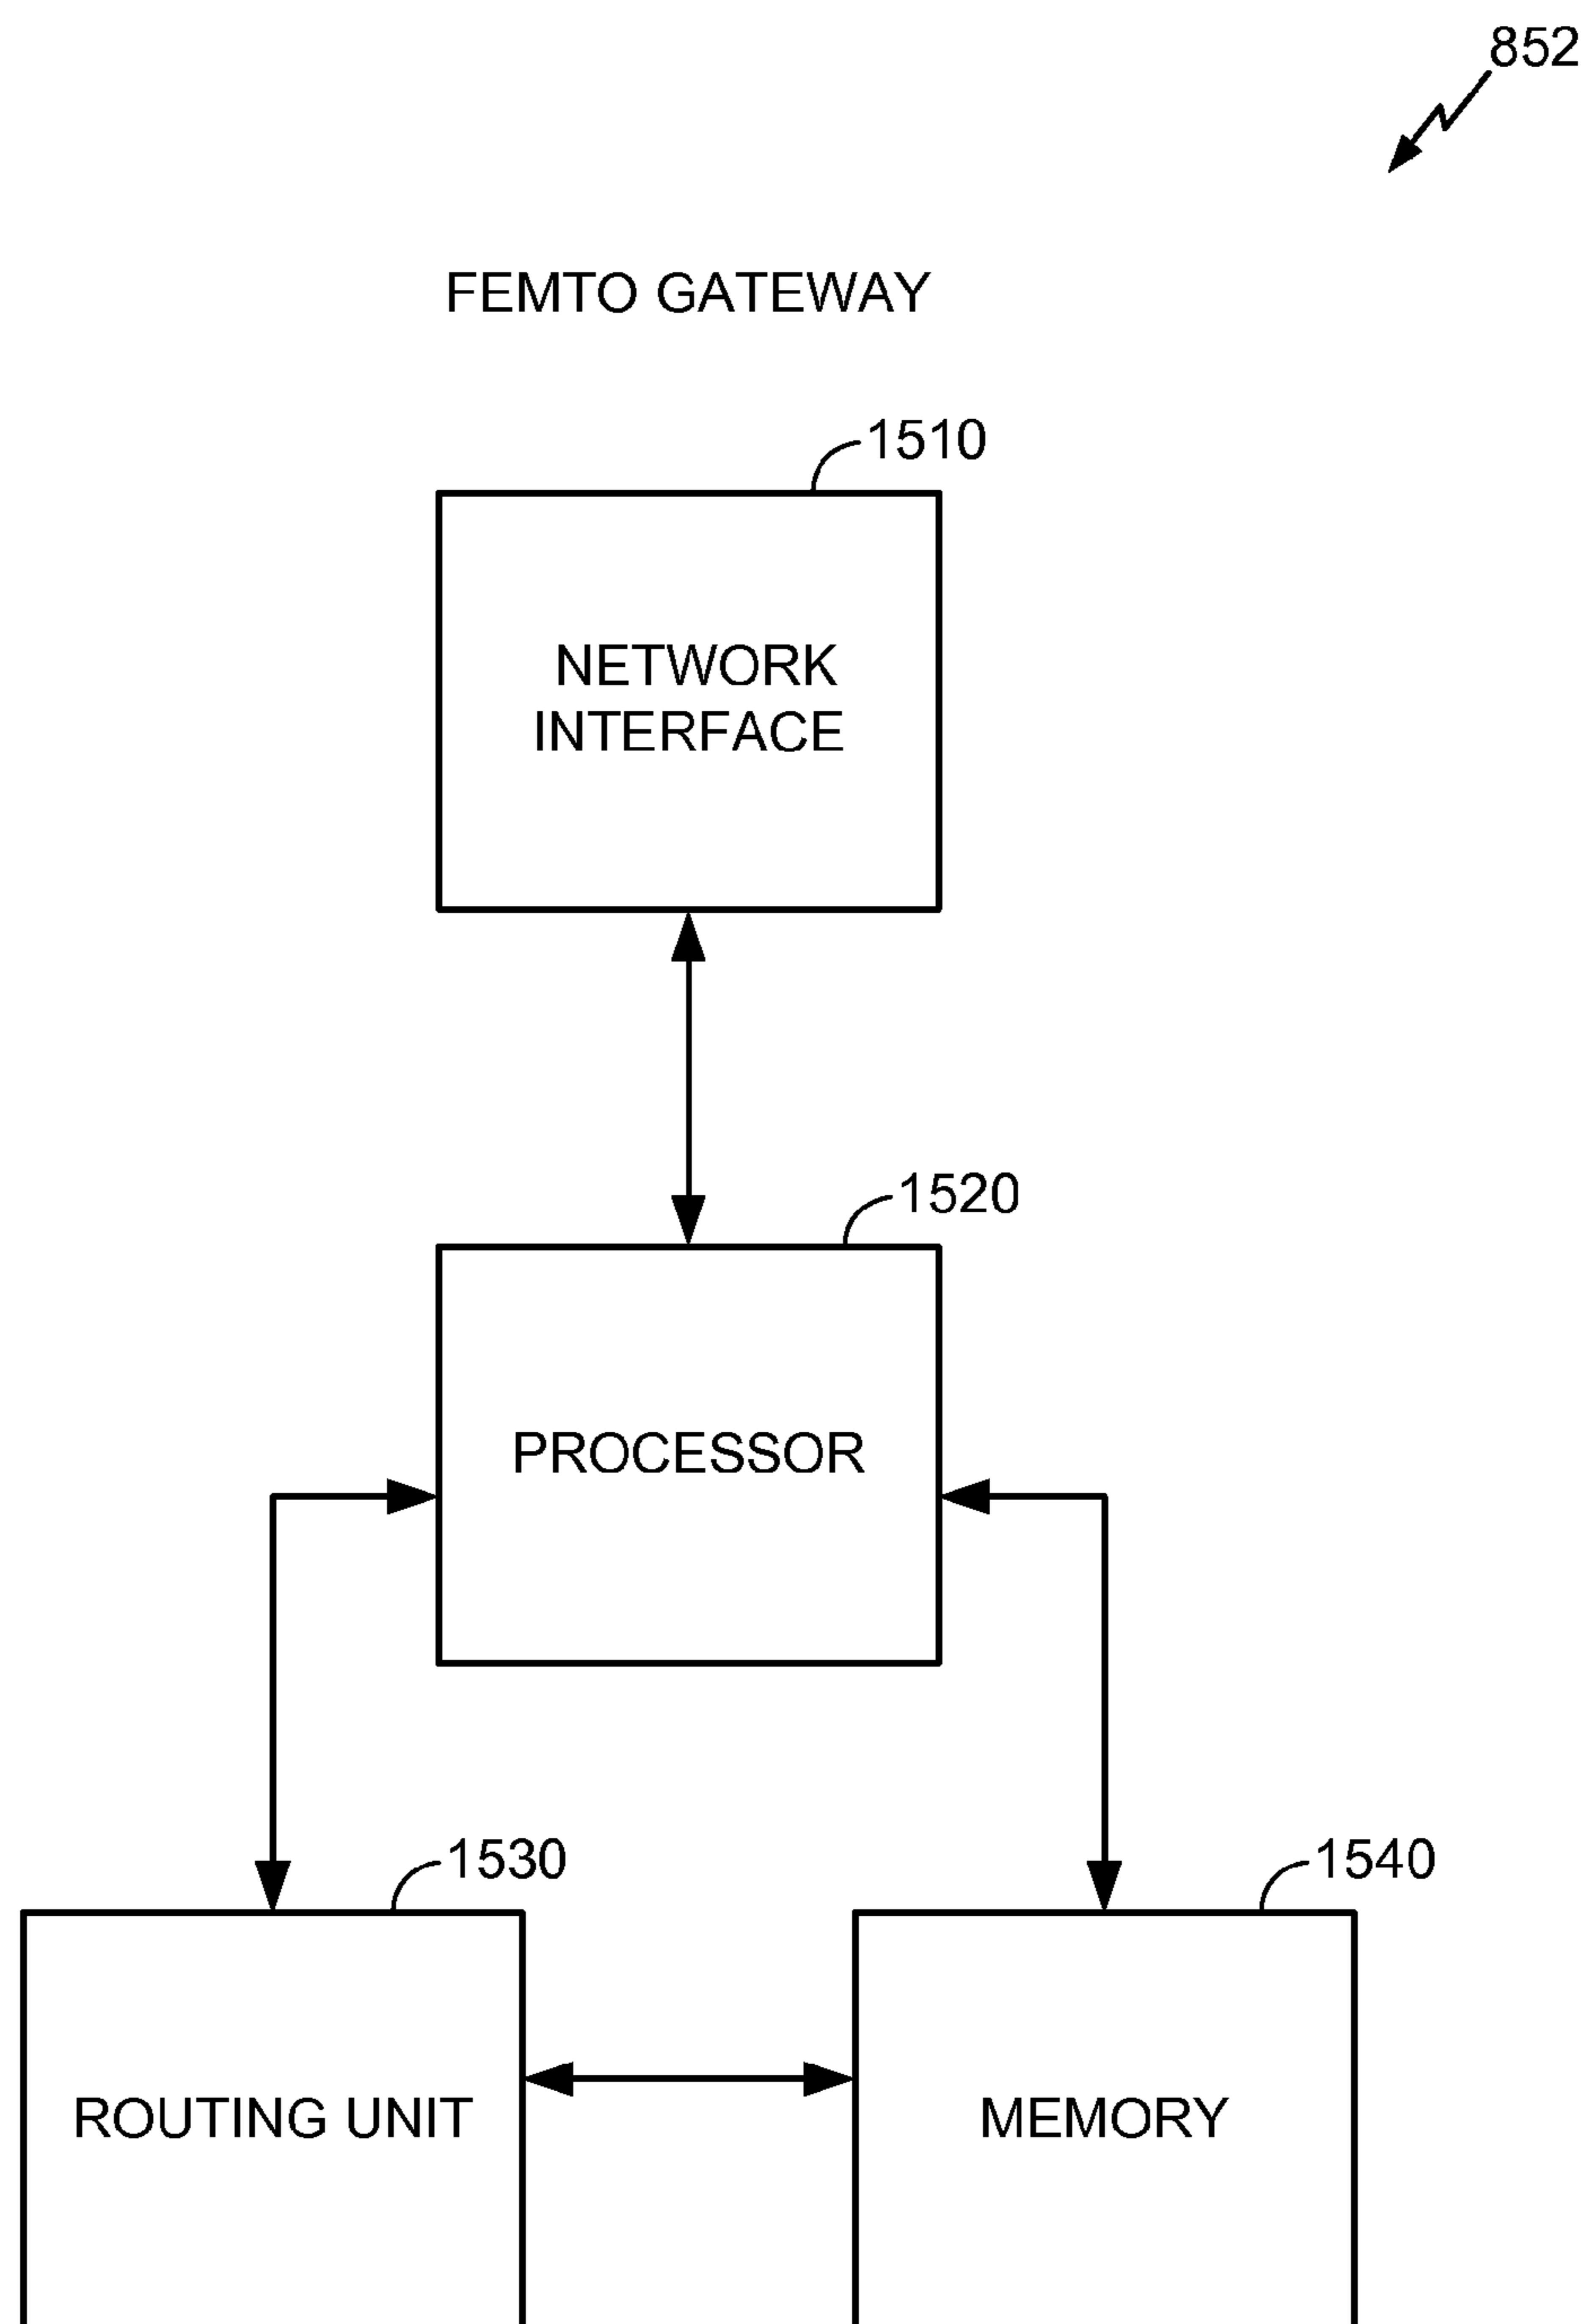 852
FEMTO GATEWAY
1510
NETWORK
INTERFACE
1520
PROCESSOR
1530
1540
ROUTING UNIT
MEMORY